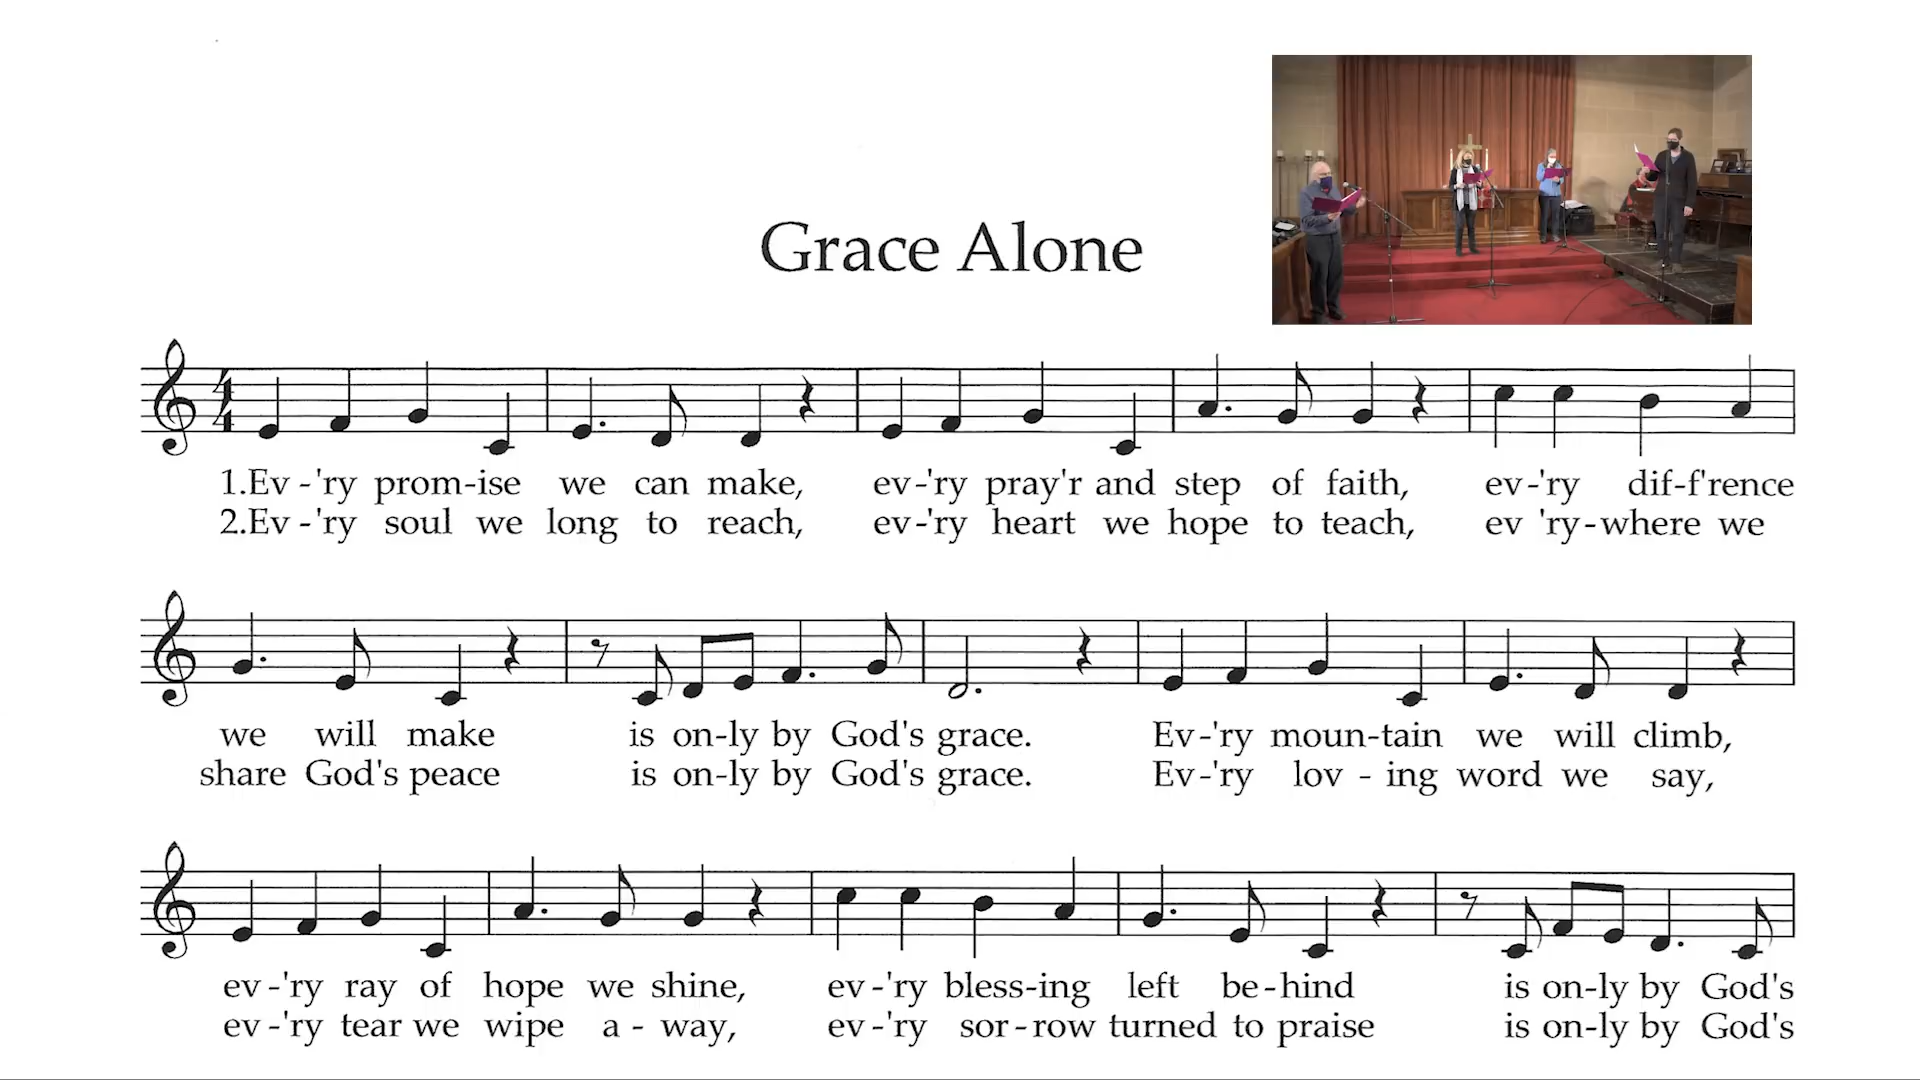 Grace Alone
4
4
1.Ev-'ry prom-ise we can make, ev-'ry pray'r and step of faith, ev-'ry dif-f'rence
2.Ev-'ry soul we long to reach, ev-'ry heart we hope to teach, ev 'ry-where we
we will make is on-ly by God's grace. Ev-'ry moun-tain we will climb,
share God's peace is on-ly by God's grace. Ev-'ry lov - ing word we say,
ev-'ry ray of hope we shine, ev-'ry bless-ing left be-hind is on-ly by God's
ev-'ry tear we wipe a - way, ev-'ry sor-row turned to praise is on-ly by God's